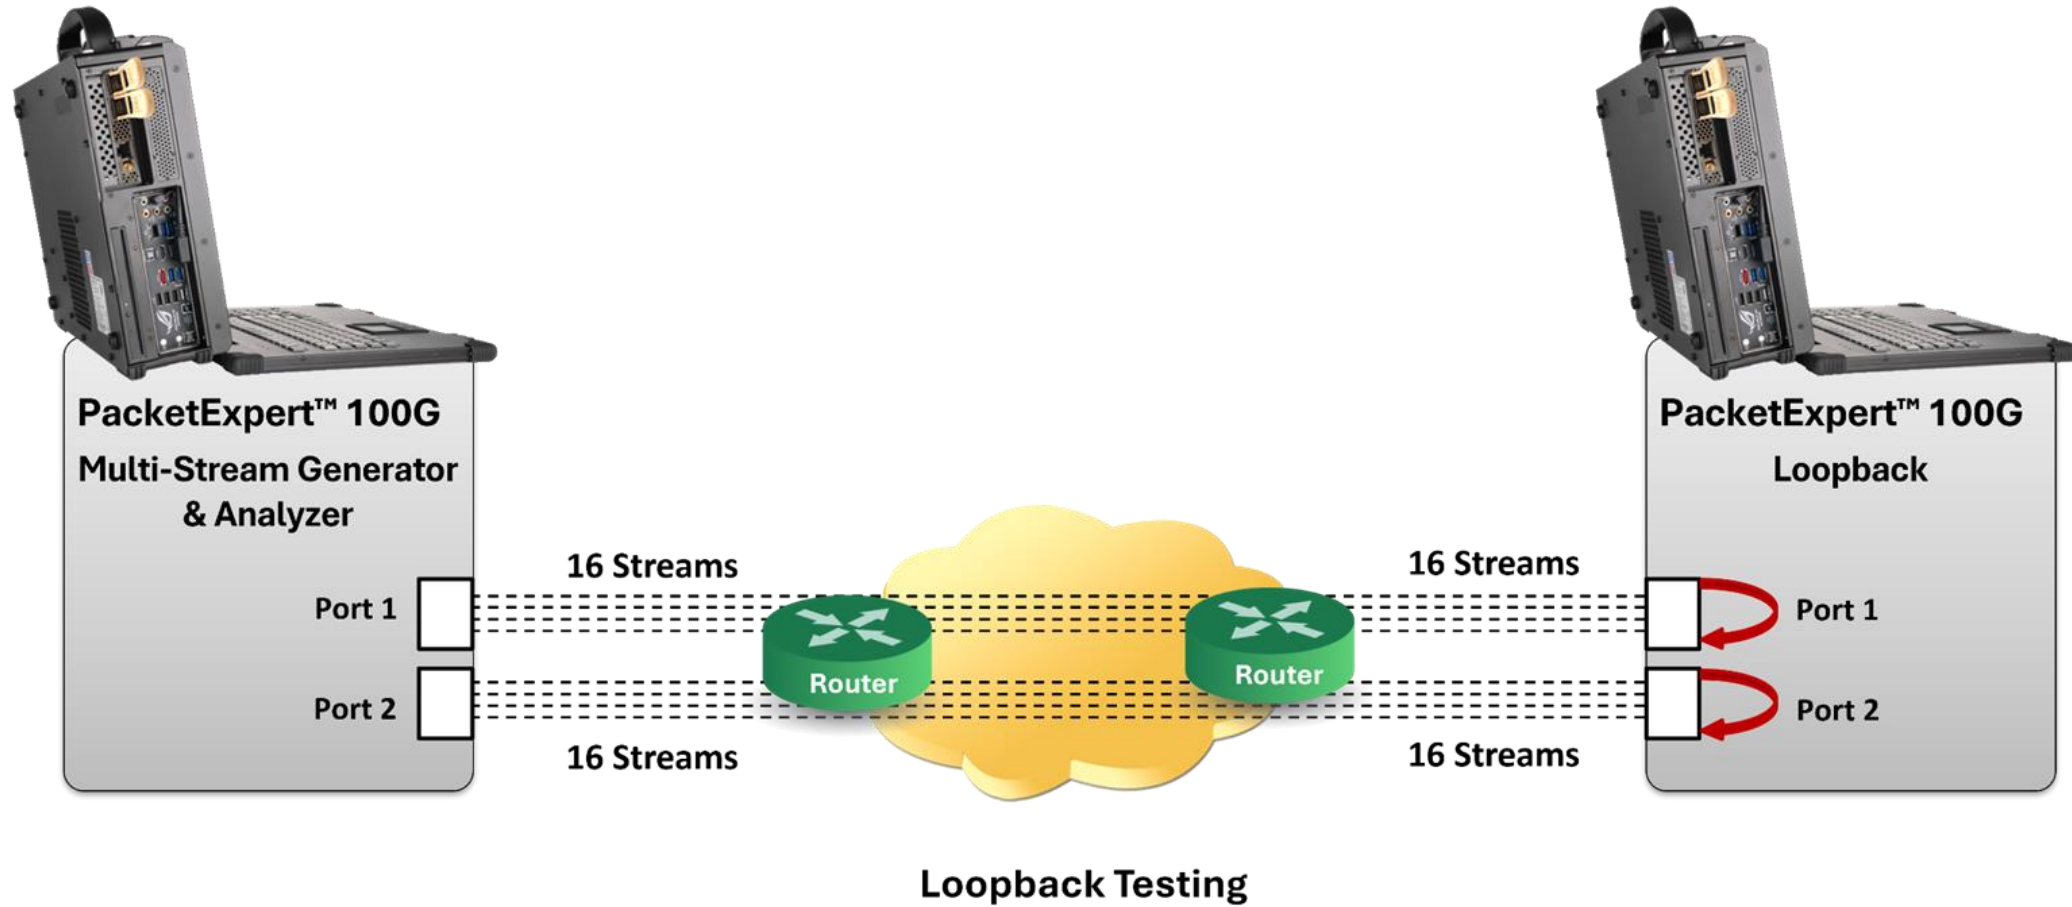 PacketExpert™ 100G
Multi-Stream Generator
& Analyzer
Port 1
Port 2
16 Streams
16 Streams
Router
Router
16 Streams
16 Streams
PacketExpert™ 100G
Loopback
Port 1
Port 2
Loopback Testing